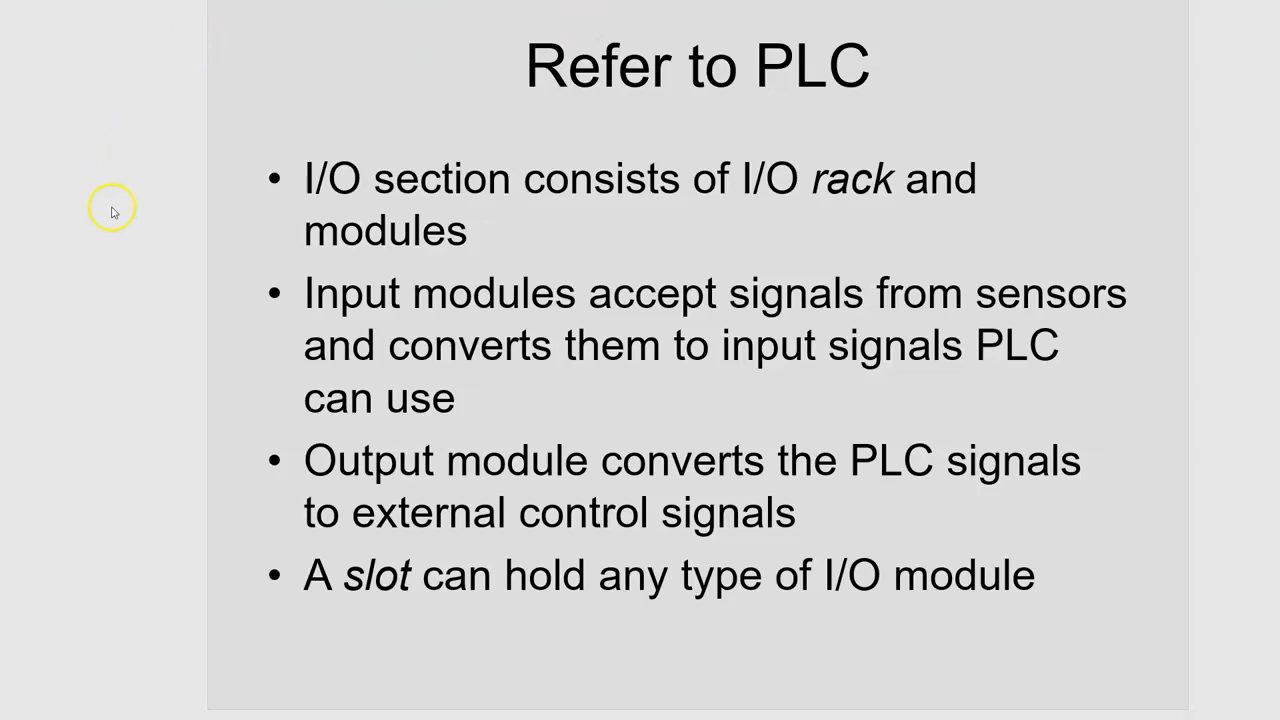 Refer to PLC
• I/O section consists of I/O rack and
modules
• Input modules accept signals from sensors
and converts them to input signals PLC
can use
• Output module converts the PLC signals
to external control signals
• A slot can hold any type of I/O module